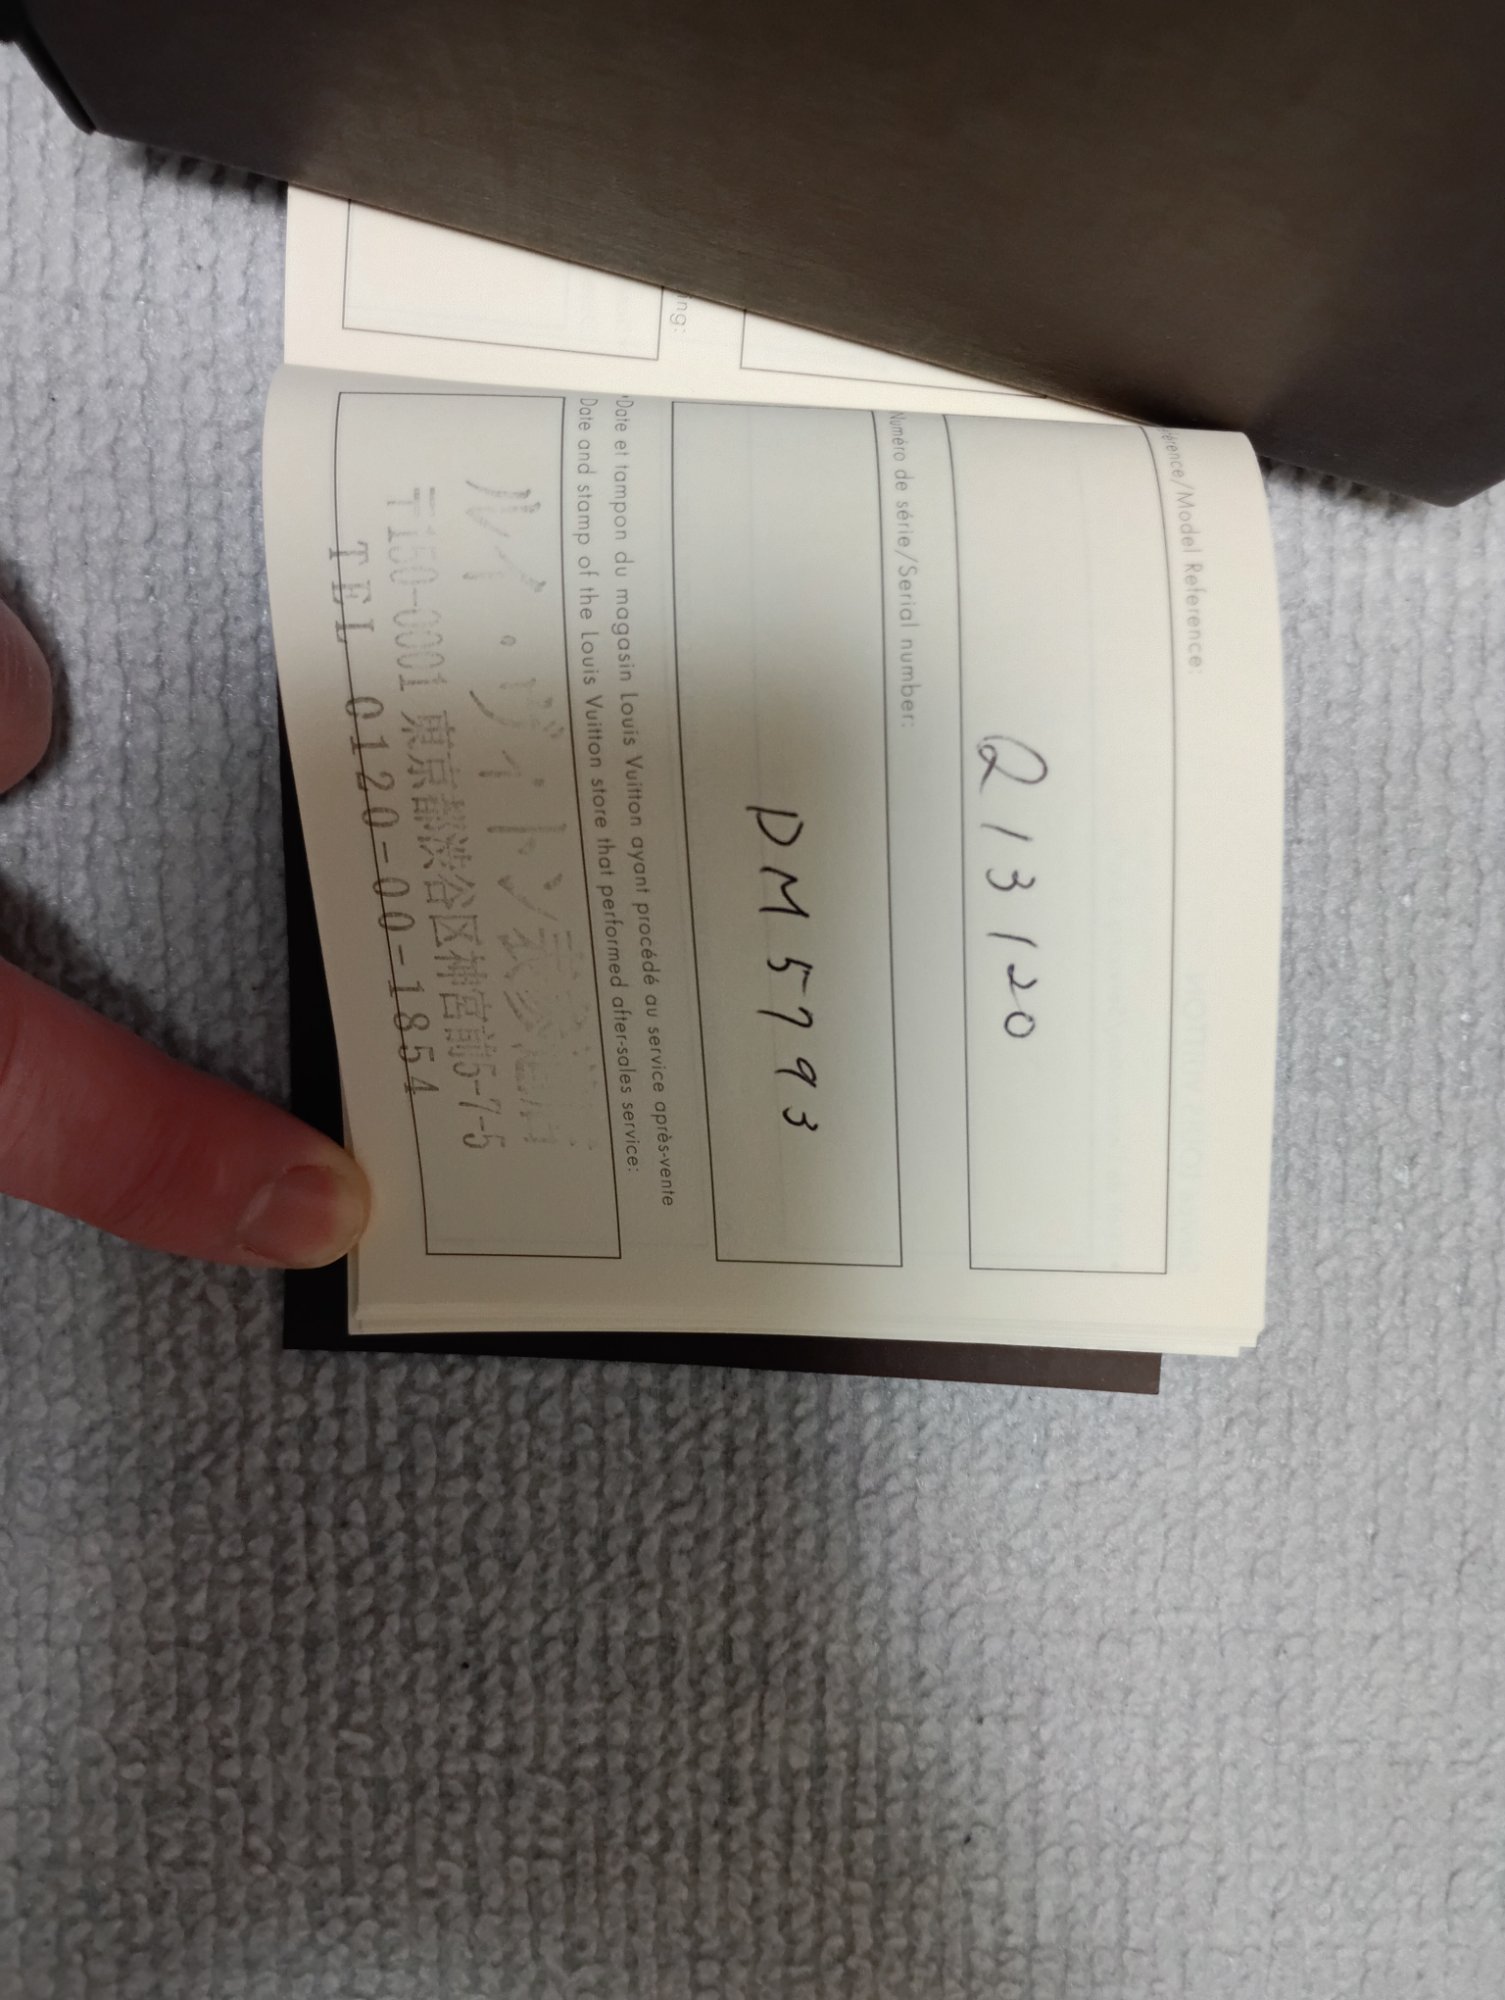 ing:
érence/Model Reference:
Q13120
Numéro de série/Serial number:
DM5793
Date et tampon du magasin Louis Vuitton ayant procédé au service après-vente
Date and stamp of the Louis Vuitton store that performed after-sales service:
ルイ・ヴィトン
〒150-0001 東京都渋谷区神宮前5-7-5
TEL 0120-00-1854